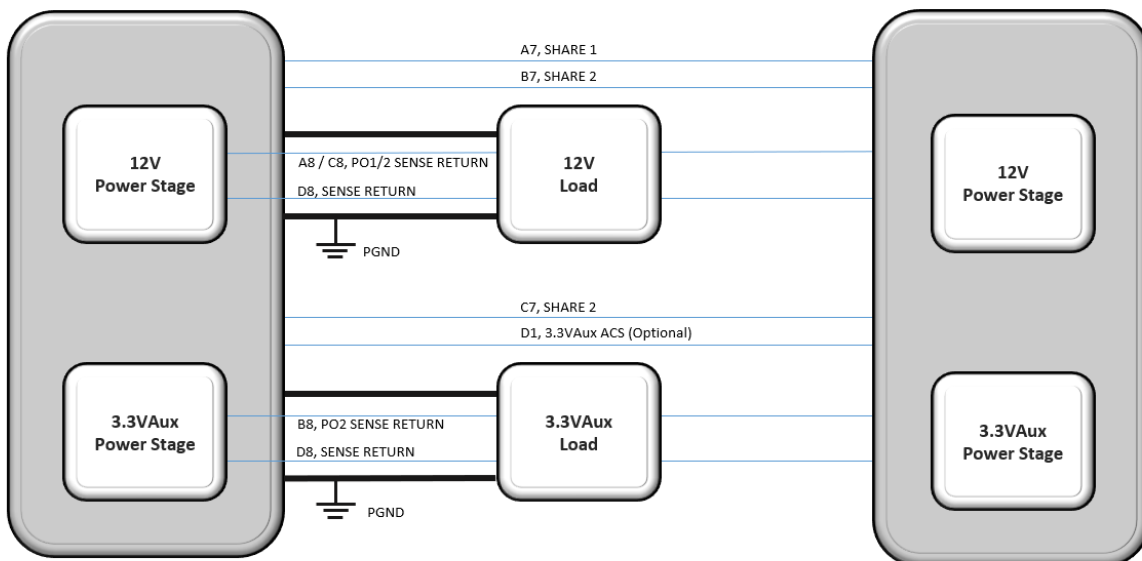 A7, SHARE 1
B7, SHARE 2
12V
Power Stage
A8 / C8, PO1/2 SENSE RETURN
D8, SENSE RETURN
12V
Load
12V
Power Stage
PGND
C7, SHARE 2
D1, 3.3VAux ACS (Optional)
3.3VAux
Power Stage
B8, PO2 SENSE RETURN
D8, SENSE RETURN
3.3VAux
Load
3.3VAux
Power Stage
PGND